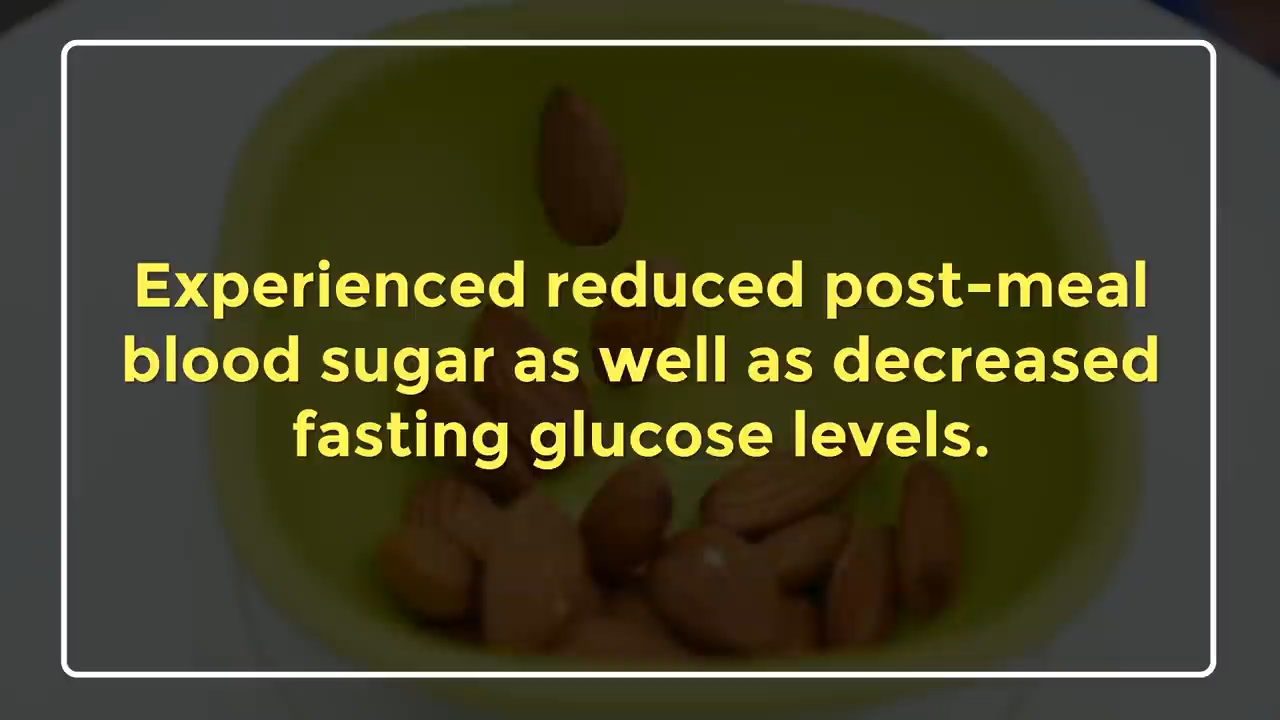 Experienced reduced post-meal
blood sugar as well as decreased
fasting glucose levels.